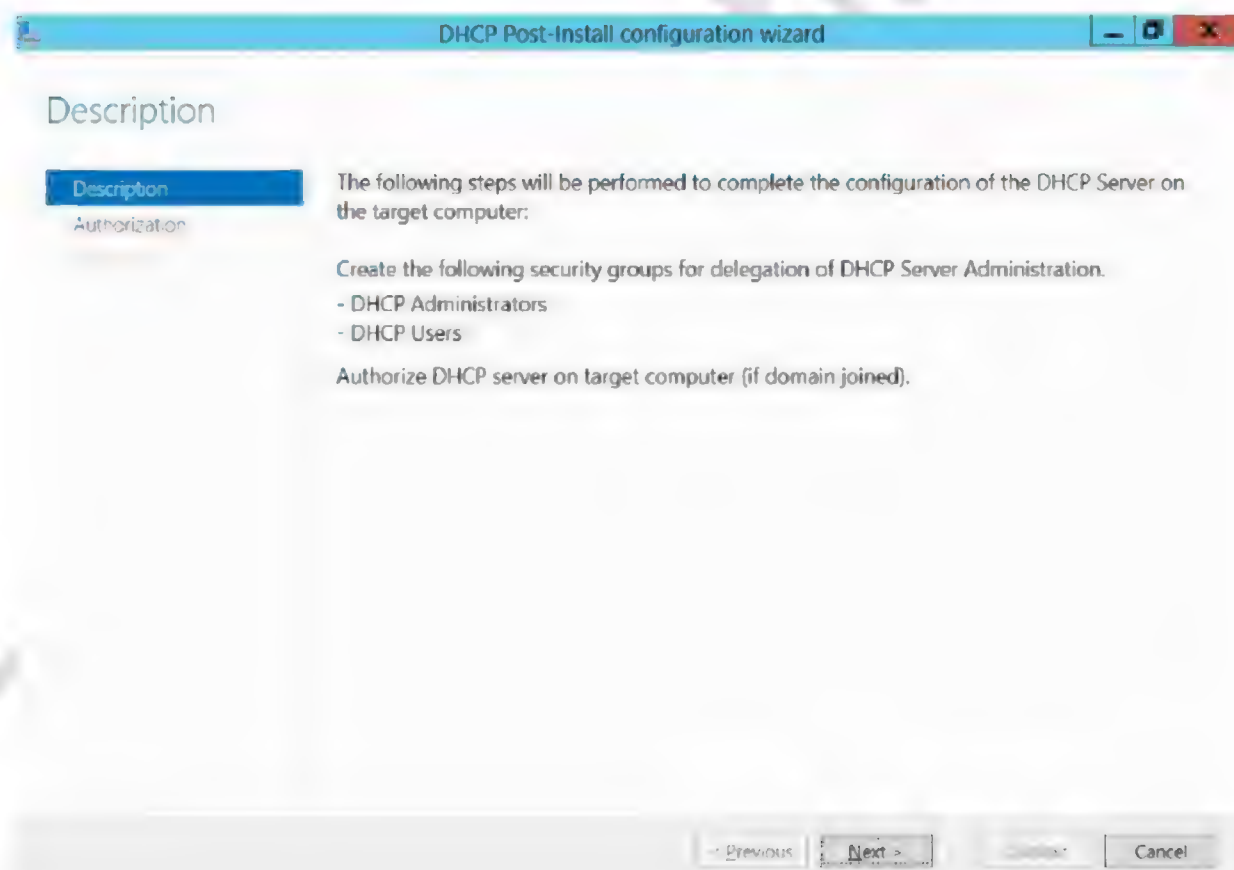 DHCP Post-Install configuration wizard
Description
Description
Authorization
The following steps will be performed to complete the configuration of the DHCP Server on
the target computer:
Create the following security groups for delegation of DHCP Server Administration.
- DHCP Administrators
- DHCP Users
Authorize DHCP server on target computer (if domain joined).
< Previous
Next >
Cancel